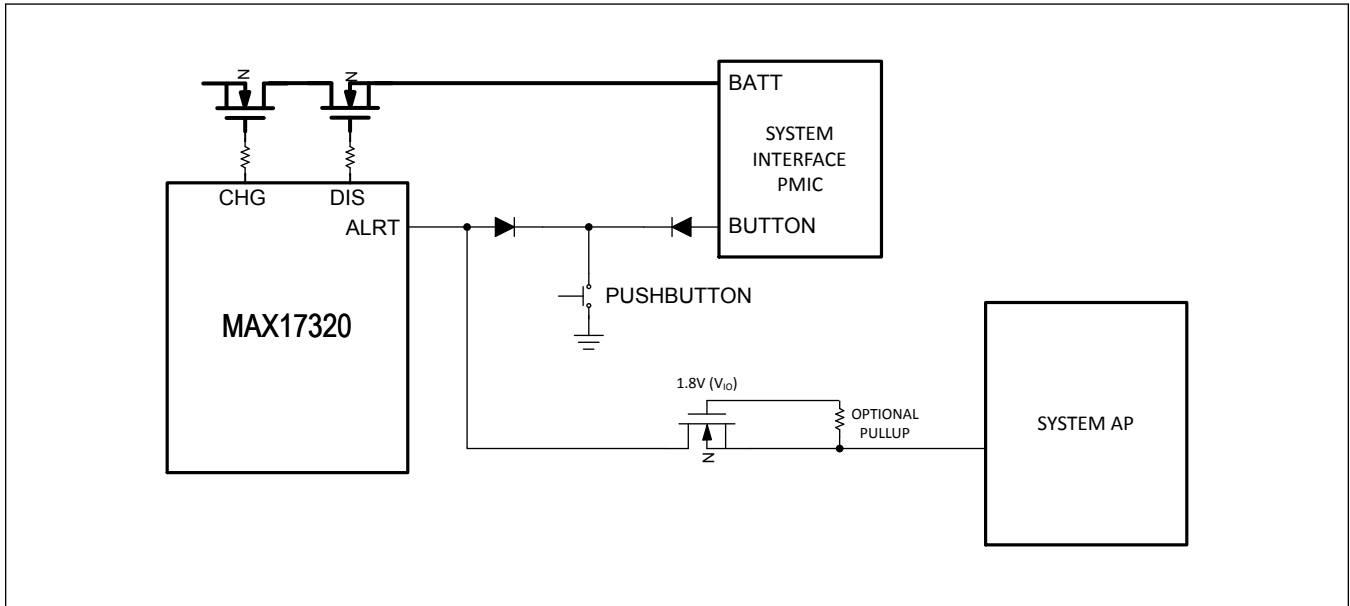 N
N
BATT
SYSTEM
INTERFACE
PMIC
CHG
DIS
ALRT
BUTTON
PUSHBUTTON
MAX17320
1.8V (VIO)
OPTIONAL
PULLUP
SYSTEM AP
N